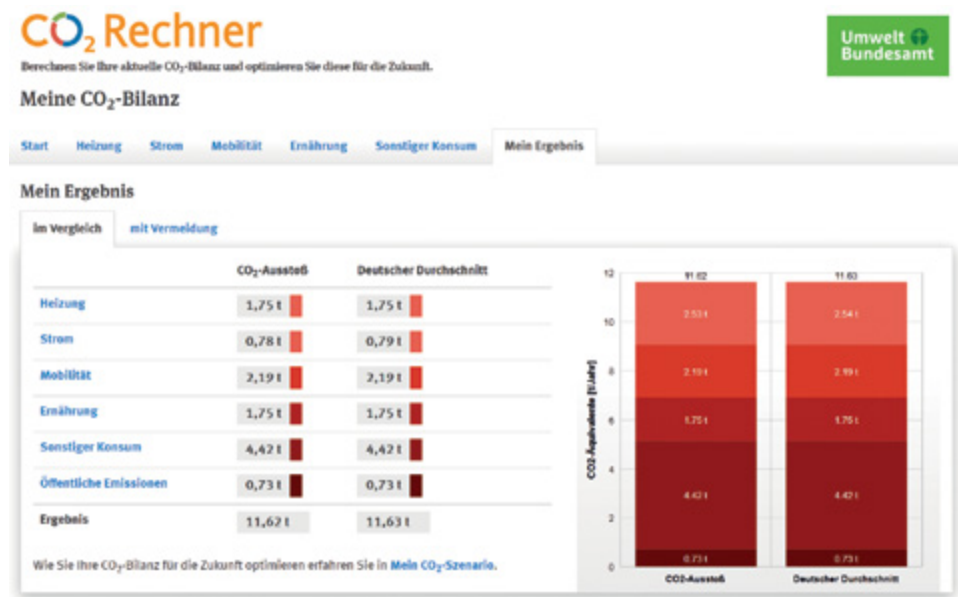 CO₂ Rechner
Berechnen Sie Ihre aktuelle CO₂-Bilanz und optimieren Sie diese für die Zukunft.
Umwelt
Bundesamt
Meine CO₂-Bilanz
Start Heizung Strom Mobilität Ernährung Sonstiger Konsum Mein Ergebnis
Mein Ergebnis
im Vergleich mit Vermeidung
CO₂-Ausstoß Deutscher Durchschnitt
Heizung 1,75 t 1,75 t
Strom 0,78 t 0,79 t
Mobilität 2,19 t 2,19 t
Ernährung 1,75 t 1,75 t
Sonstiger Konsum 4,42 t 4,42 t
Öffentliche Emissionen 0,73 t 0,73 t
Ergebnis 11,62 t 11,63 t
Wie Sie Ihre CO₂-Bilanz für die Zukunft optimieren erfahren Sie in Mein CO₂-Szenario.
CO2-Äquivalente [t/Jahr]
12
10
8
6
4
2
0
11.62 11.63
2.53 t 2.54 t
2.19 t 2.19 t
1.75 t 1.75 t
4.42 t 4.42 t
0.73 t 0.73 t
CO2-Ausstoß Deutscher Durchschnitt